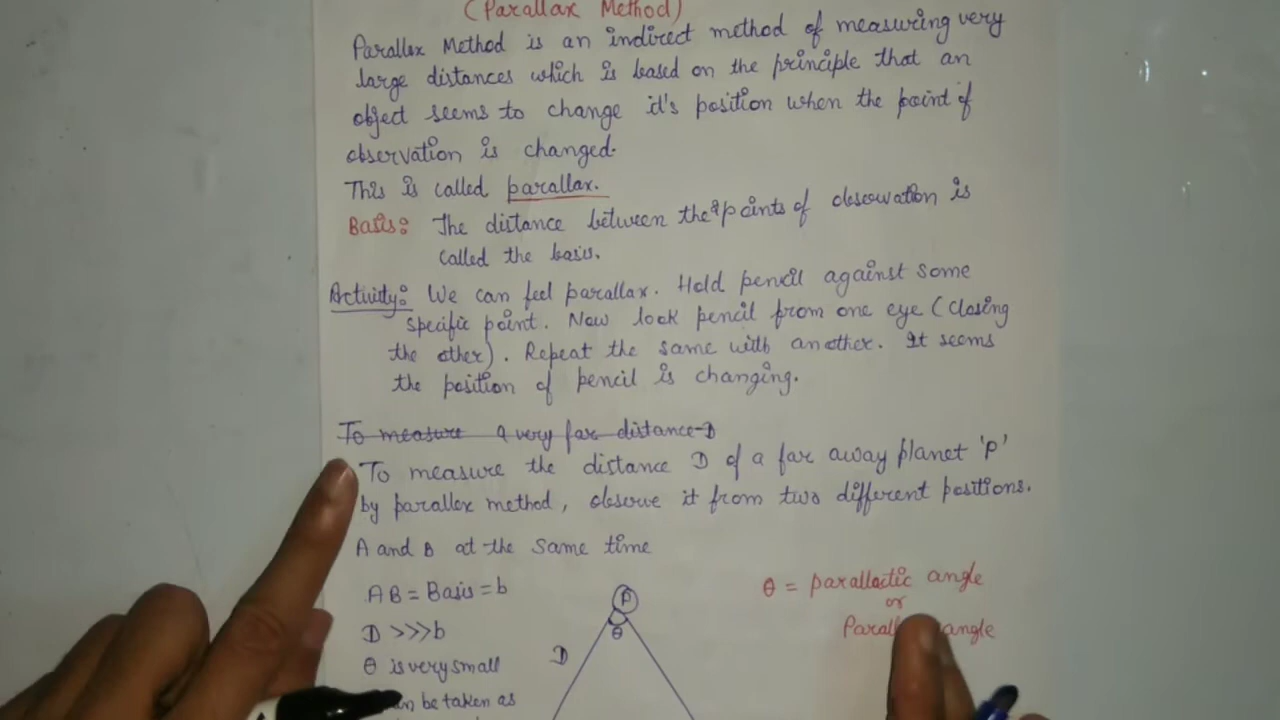 (Parallax Method)
Parallex Method is an indirect method of measuring very
large distances which is based on the principle that an
object seems to change it's position when the point of
observation is changed.
This is called parallax.
Basis: The distance between the 2 points of observation is
called the basis.
Activity: We can feel parallax. Hold pencil against some
specific point. Now look pencil from one eye (closing
the other). Repeat the same with another. It seems
the position of pencil is changing.
To measure a very far distance D
To measure the distance D of a far away planet 'P'
by parallex method, observe it from two different positions.
A and B at the same time
AB = Basis = b
D >>> b
θ is very small
be taken as
P
θ
D
θ = parallactic angle
or
angle